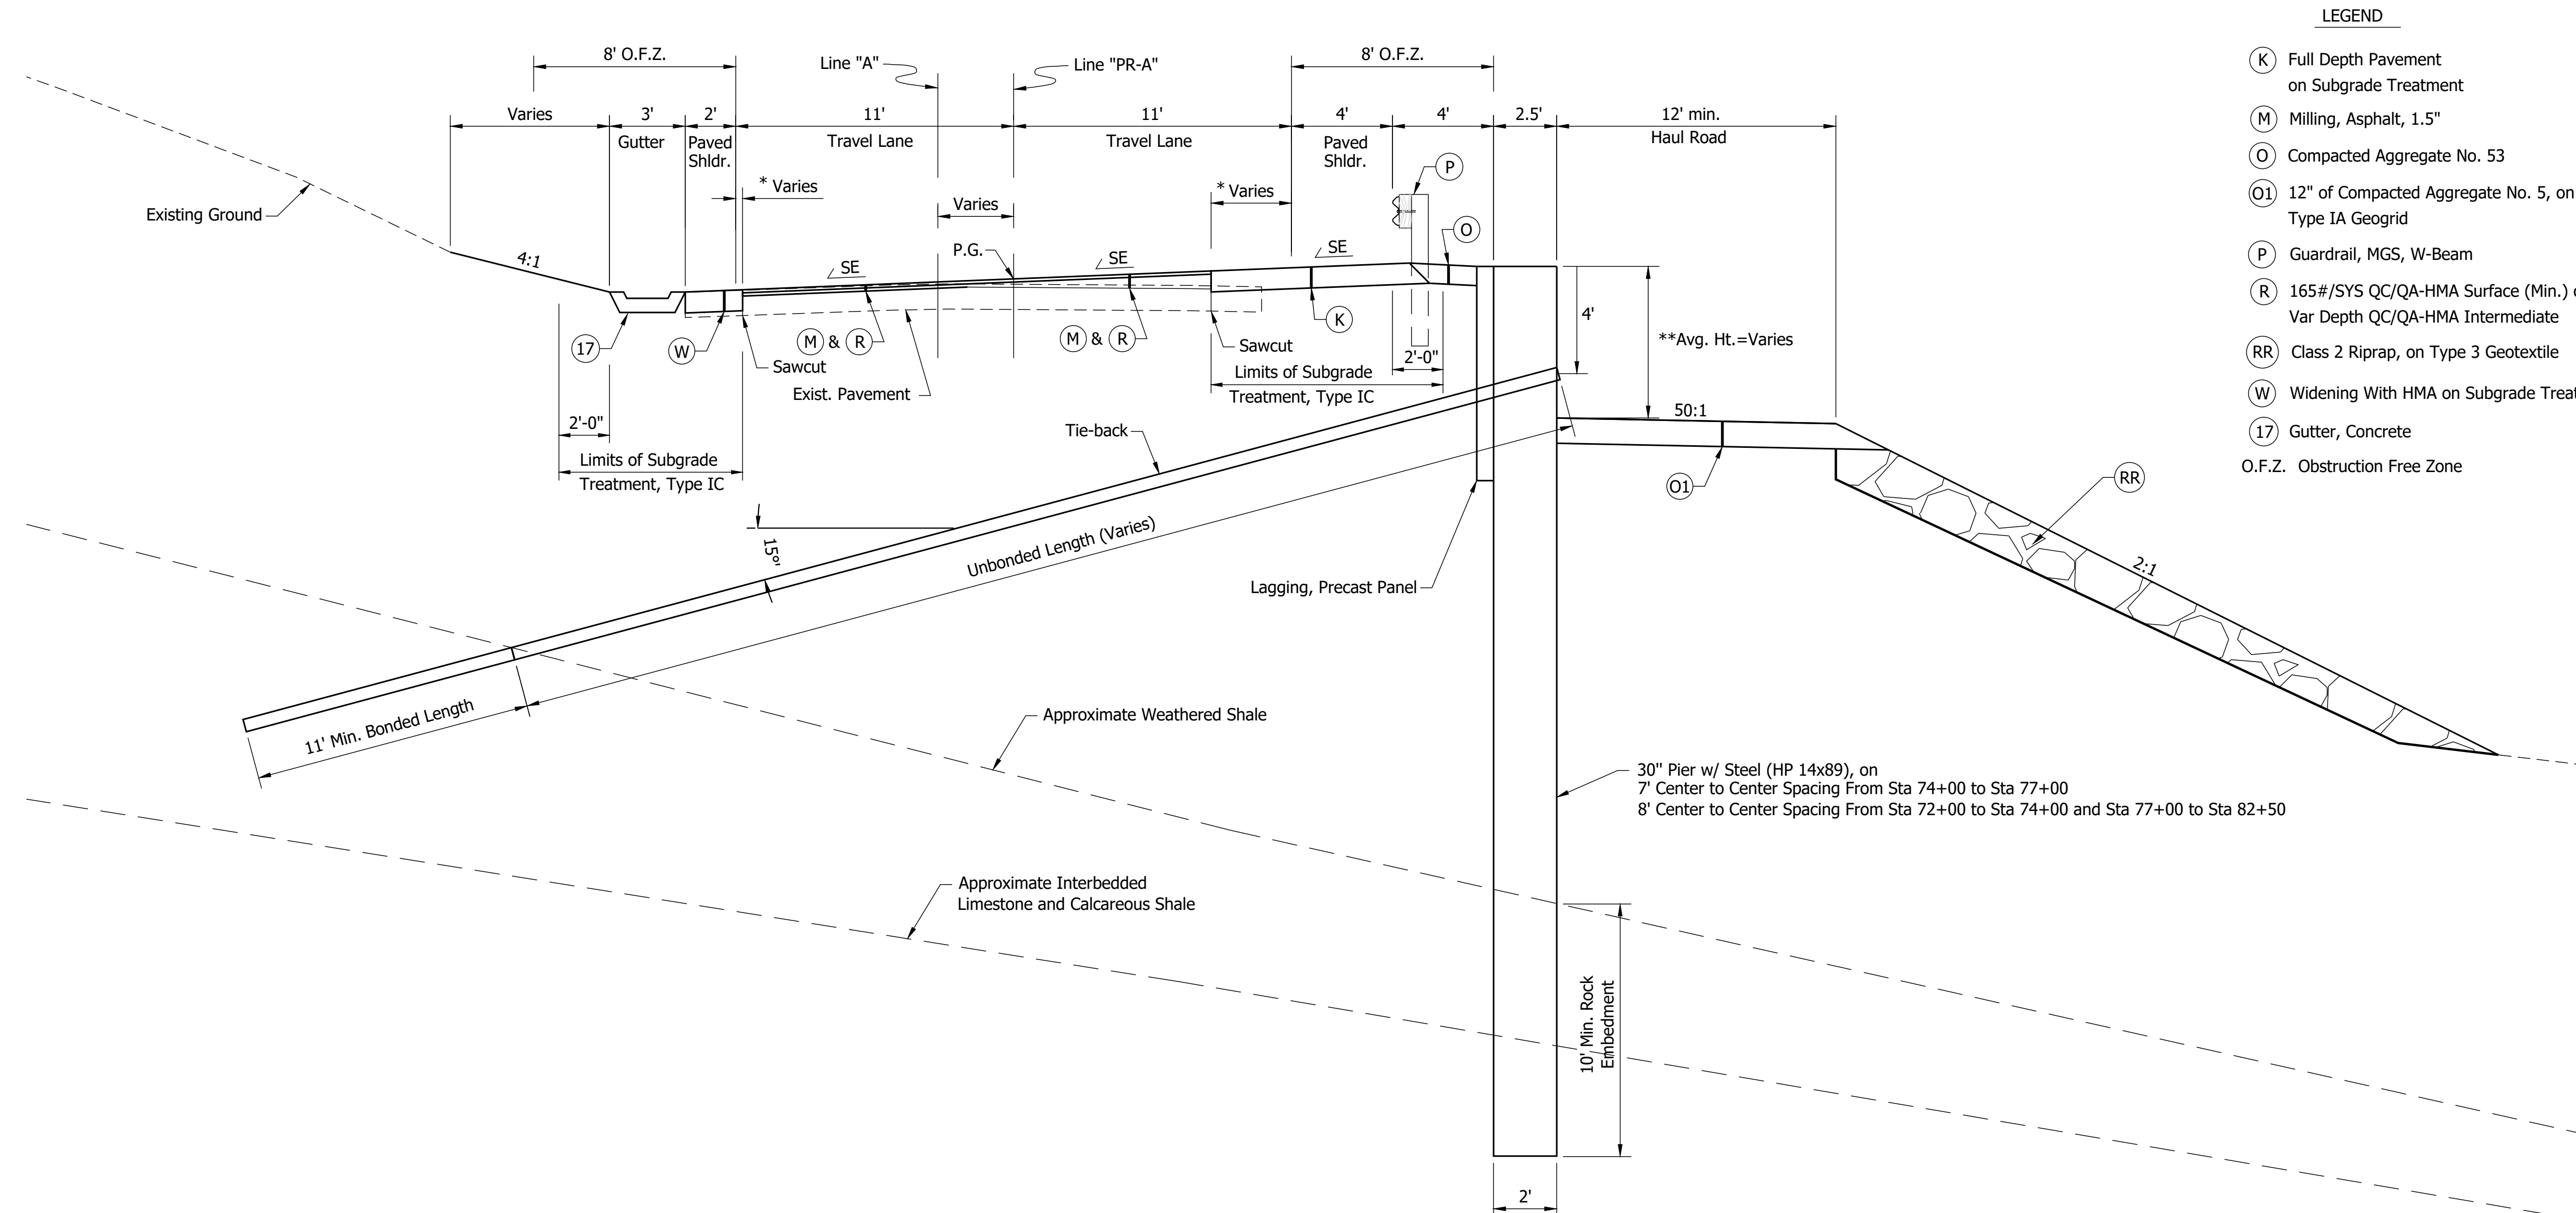 LEGEND
K Full Depth Pavement
on Subgrade Treatment
M Milling, Asphalt, 1.5"
O Compacted Aggregate No. 53
O1 12" of Compacted Aggregate No. 5, on
Type IA Geogrid
P Guardrail, MGS, W-Beam
R 165#/SYS QC/QA-HMA Surface (Min.)
Var Depth QC/QA-HMA Intermediate
RR Class 2 Riprap, on Type 3 Geotextile
W Widening With HMA on Subgrade
17 Gutter, Concrete
O.F.Z. Obstruction Free Zone
8' O.F.Z.
Line "A"
Line "PR-A"
8' O.F.Z.
Varies
3'
2'
11'
11'
4'
4'
2.5'
12' min.
Gutter
Paved
Shldr.
Travel Lane
Travel Lane
Paved
Shldr.
Haul Road
* Varies
Varies
* Varies
P
Existing Ground
4:1
SE
P.G.
SE
SE
O
17
W
Sawcut
M & R
Exist. Pavement
M & R
K
Sawcut
2'-0"
Limits of Subgrade
Treatment, Type IC
4'
**Avg. Ht.=Varies
2'-0"
Limits of Subgrade
Treatment, Type IC
Tie-back
50:1
O1
RR
2:1
15°'
Unbonded Length (Varies)
Lagging, Precast Panel
11' Min. Bonded Length
Approximate Weathered Shale
30" Pier w/ Steel (HP 14x89), on
7' Center to Center Spacing From Sta 74+00 to Sta 77+00
8' Center to Center Spacing From Sta 72+00 to Sta 74+00 and Sta 77+00 to Sta 82+50
Approximate Interbedded
Limestone and Calcareous Shale
10' Min. Rock
Embedment
2'